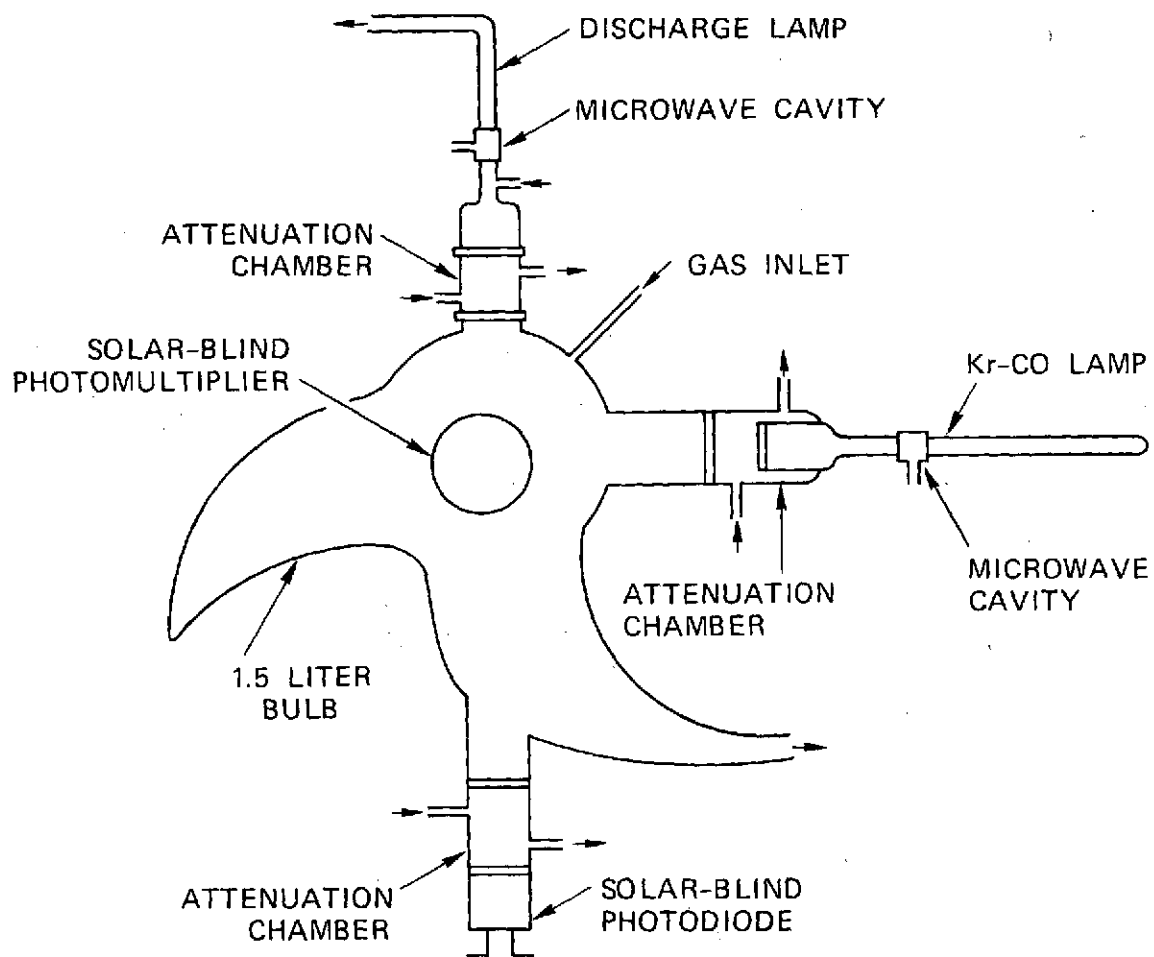 DISCHARGE LAMP
MICROWAVE CAVITY
ATTENUATION
CHAMBER
GAS INLET
SOLAR-BLIND
PHOTOMULTIPLIER
Kr-CO LAMP
MICROWAVE
CAVITY
ATTENUATION
CHAMBER
1.5 LITER
BULB
ATTENUATION
CHAMBER
SOLAR-BLIND
PHOTODIODE